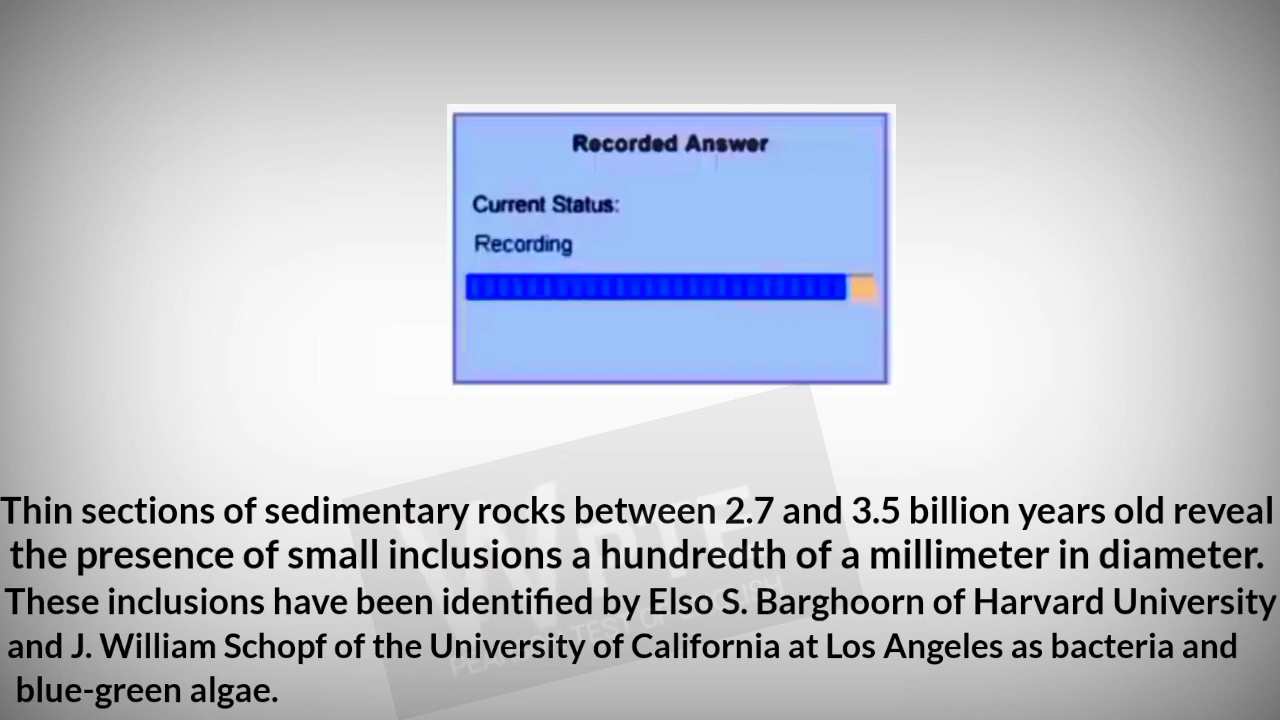 Recorded Answer
Current Status:
Recording
Thin sections of sedimentary rocks between 2.7 and 3.5 billion years old reveal
the presence of small inclusions a hundredth of a millimeter in diameter.
These inclusions have been identified by Elso S. Barghoorn of Harvard University
and J. William Schopf of the University of California at Los Angeles as bacteria and
blue-green algae.